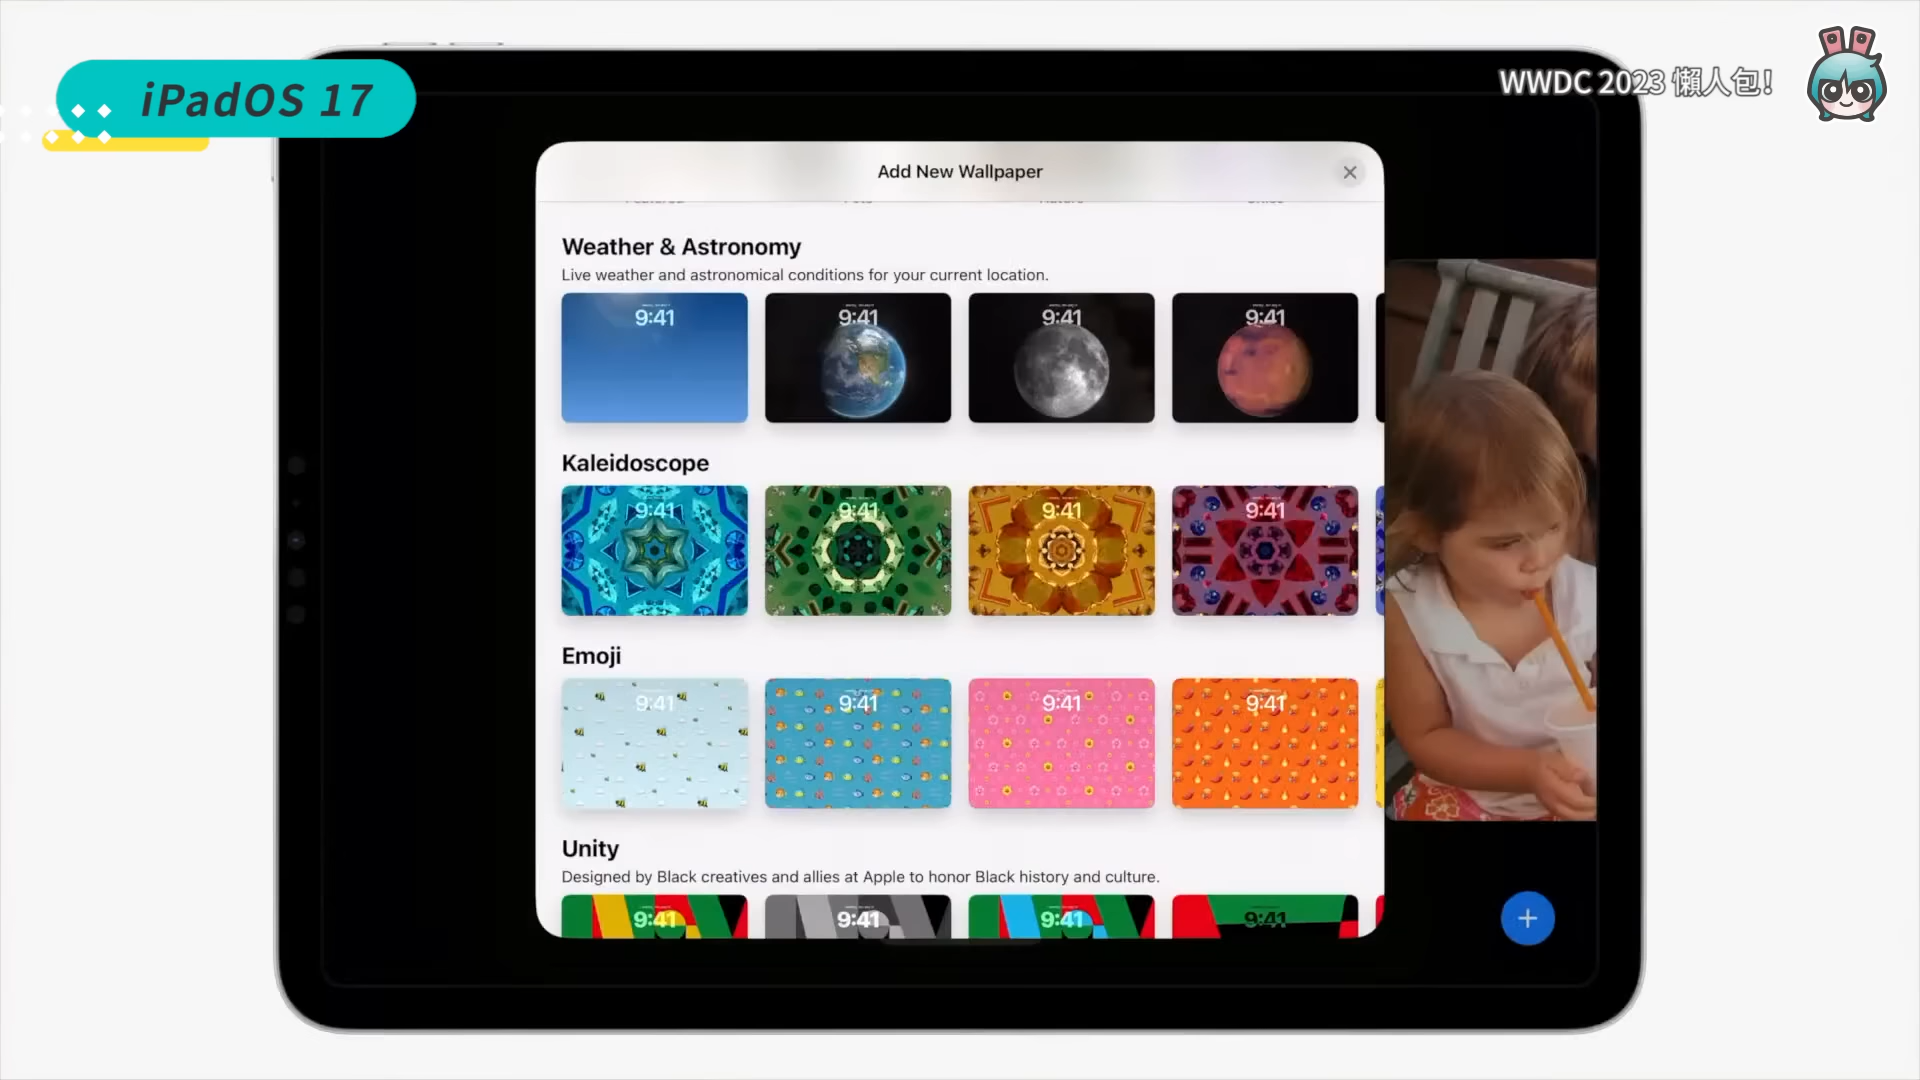 iPadOS 17
WWDC 2023 懶人包!
Add New Wallpaper
Weather & Astronomy
Live weather and astronomical conditions for your current location.
9:41
9:41
9:41
9:41
Kaleidoscope
9:41
9:41
9:41
9:41
Emoji
9:41
9:41
9:41
9:41
Unity
Designed by Black creatives and allies at Apple to honor Black history and culture.
9:41
9:41
9:41
9:41